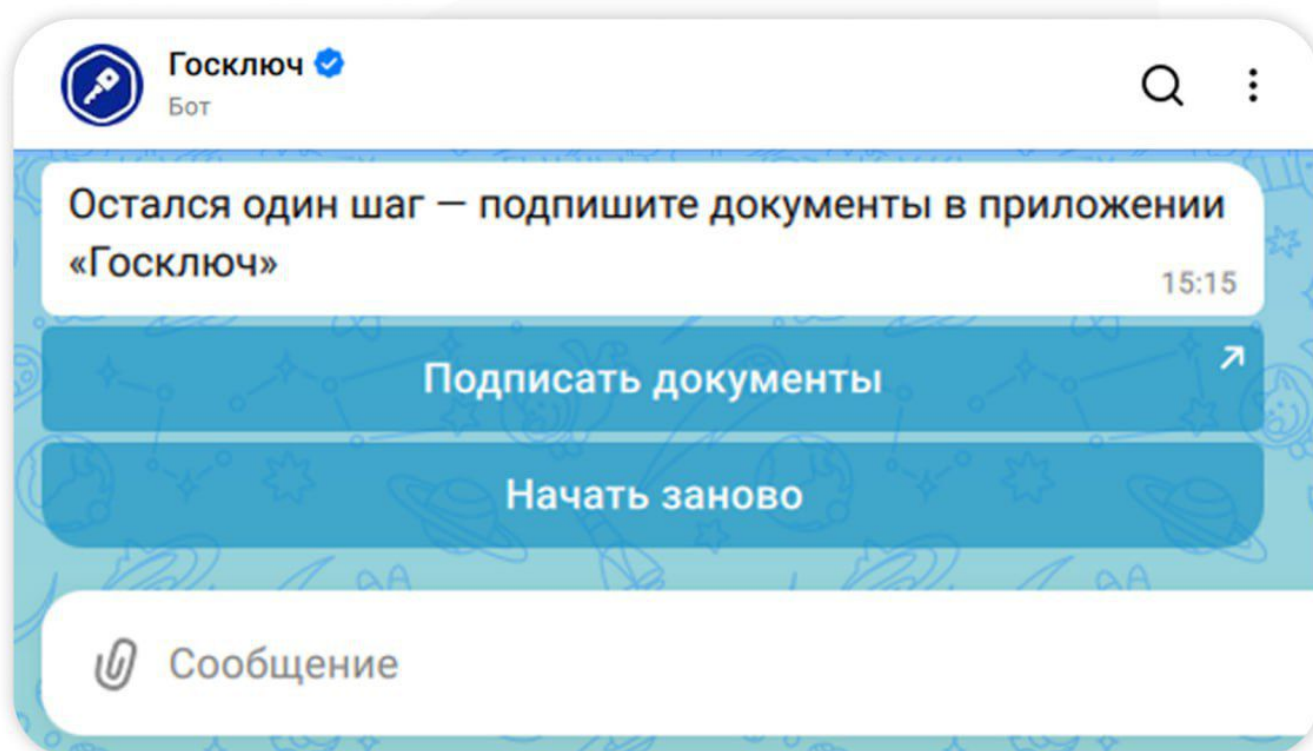 Госключ
Бот
Остался один шаг — подпишите документы в приложении
«Госключ»
15:15
Подписать документы
Начать заново
Сообщение